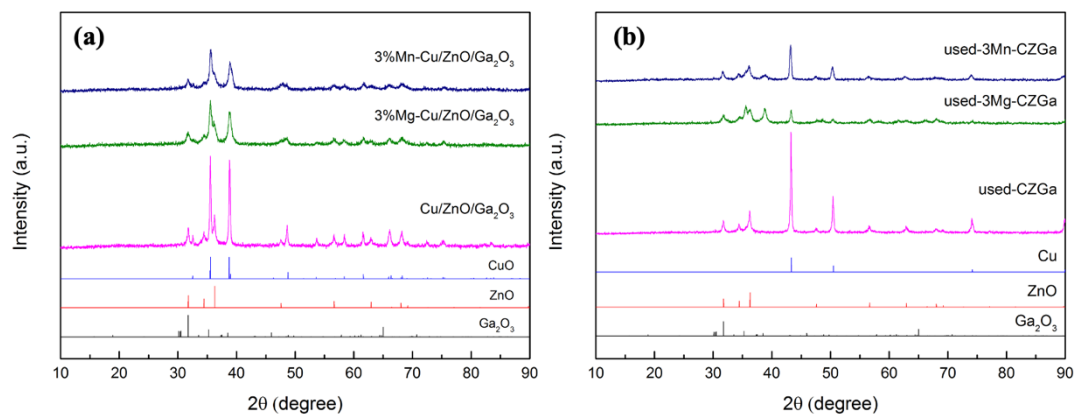 (a)
3%Mn-Cu/ZnO/Ga₂O₃
3%Mg-Cu/ZnO/Ga₂O₃
Cu/ZnO/Ga₂O₃
CuO
ZnO
Ga₂O₃
Intensity (a.u.)
10 20 30 40 50 60 70 80 90
2θ (degree)
(b)
used-3Mn-CZGa
used-3Mg-CZGa
used-CZGa
Cu
ZnO
Ga₂O₃
Intensity (a.u.)
10 20 30 40 50 60 70 80 90
2θ (degree)